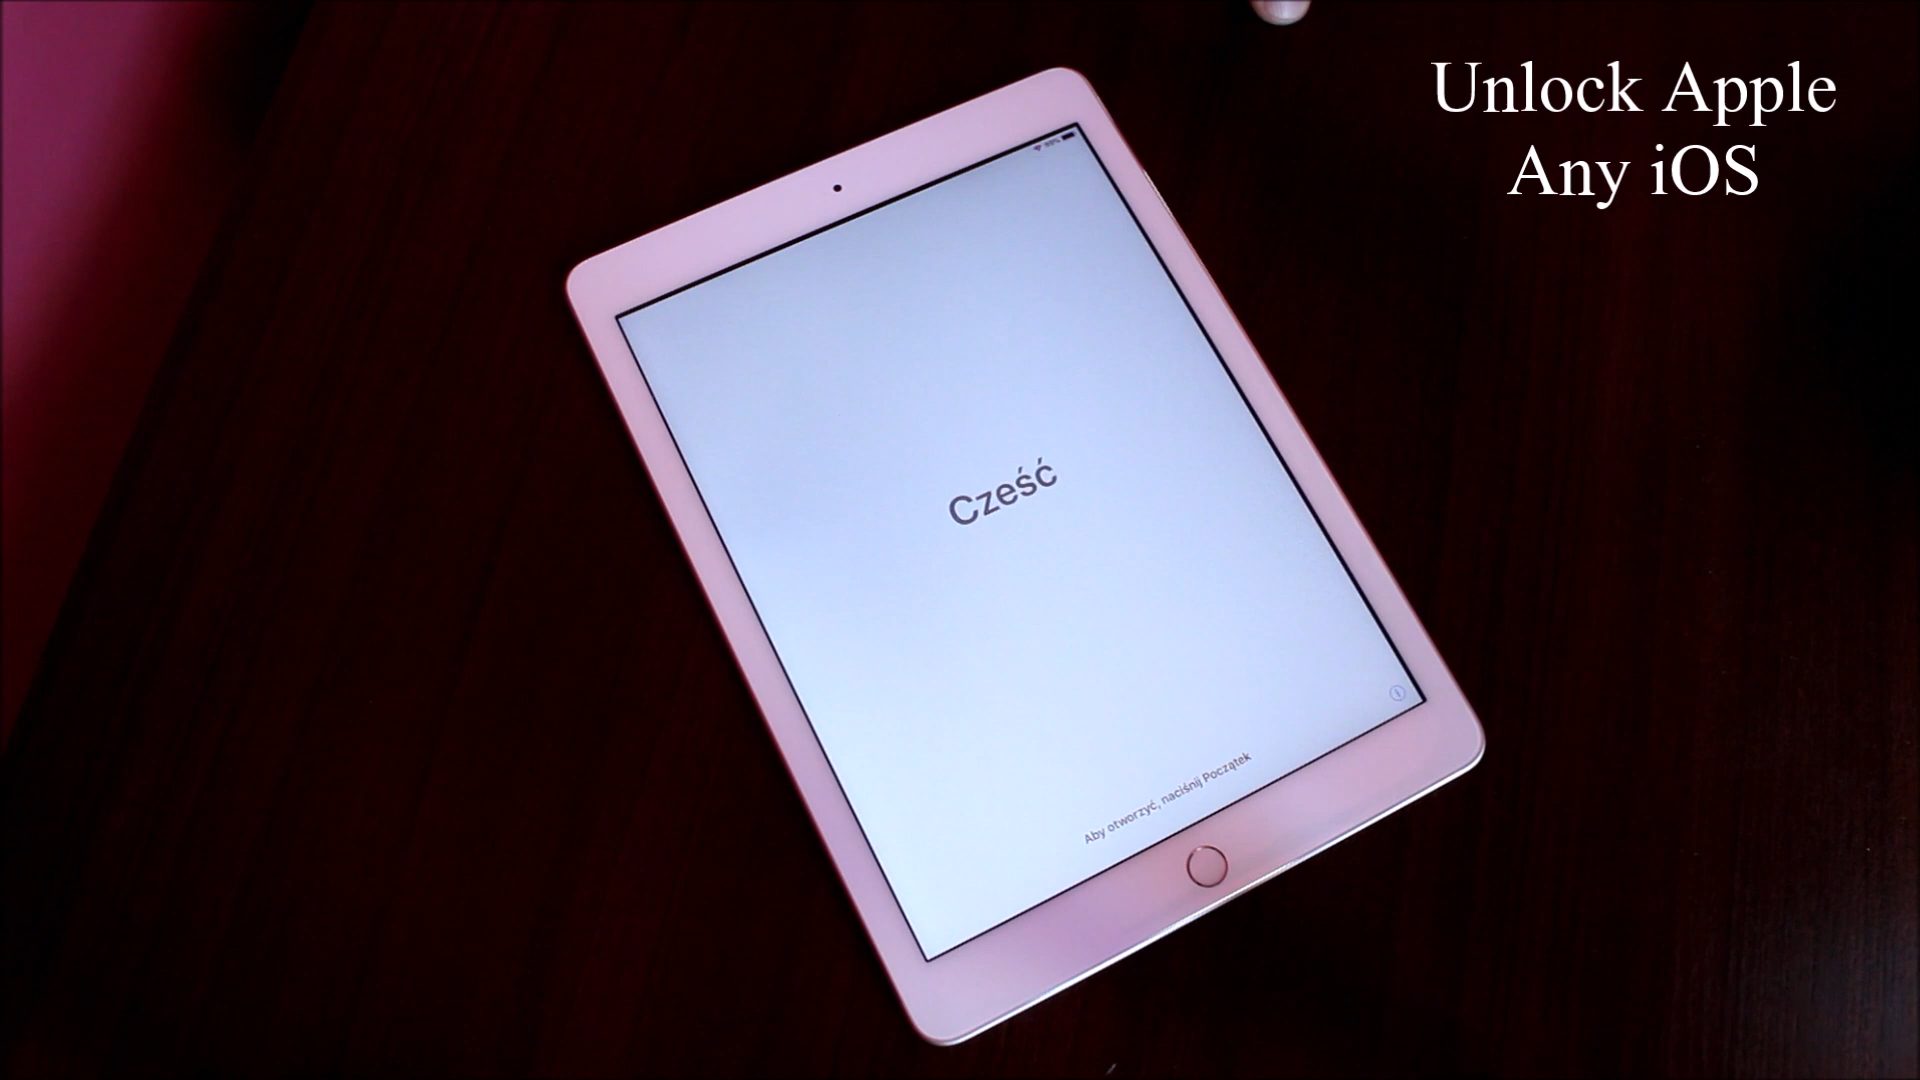 Unlock Apple
Any iOS
Cześć
Aby otworzyć, naciśnij Początek